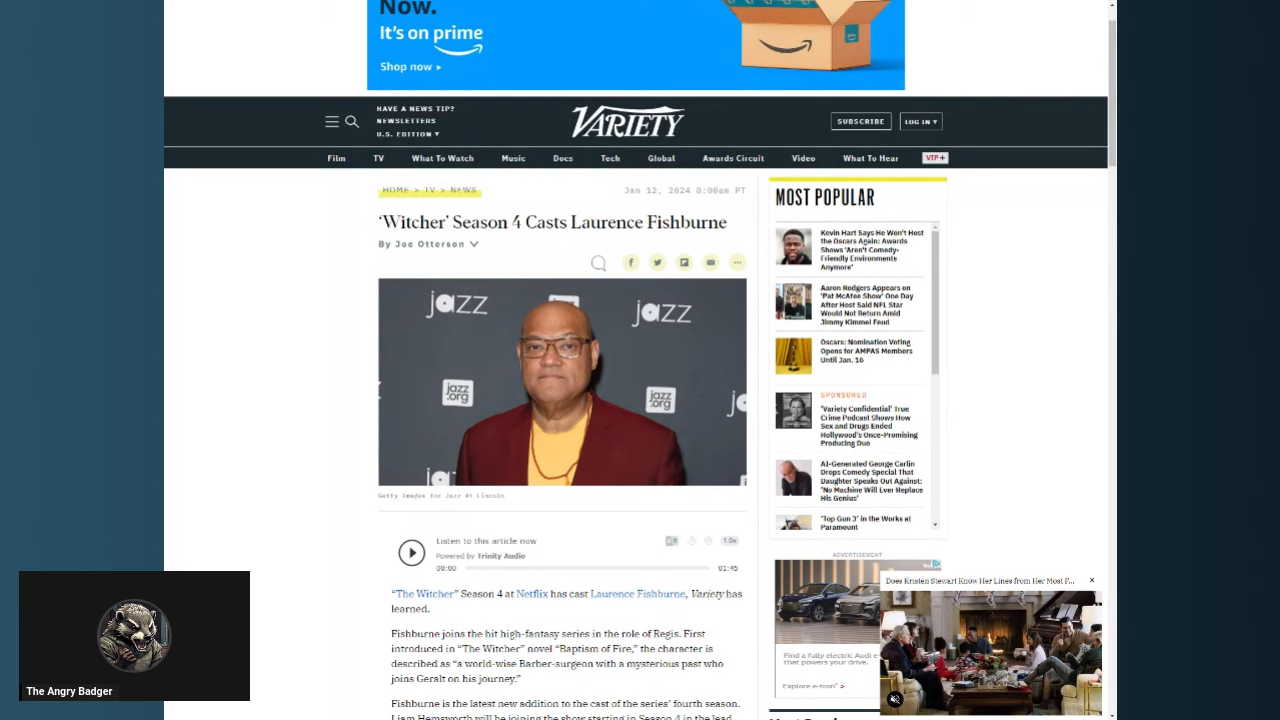 Now.
It's on prime
Shop now ▸
HAVE A NEWS TIP?
NEWSLETTERS
U.S. EDITION ▾
VARIETY
SUBSCRIBE
LOG IN ▾
Film TV What To Watch Music Docs Tech Global Awards Circuit Video What To Hear VIP+
HOME > TV > NEWS
Jan 12, 2024 8:00am PT
‘Witcher’ Season 4 Casts Laurence Fishburne
By Joe Otterson
jazz
jazz
jazz
.org
jazz
.org
Getty Images for Jazz At Lincoln
Listen to this article now
Powered by Trinity Audio
1.0x
00:00
01:45
“The Witcher” Season 4 at Netflix has cast Laurence Fishburne, Variety has
learned.
Fishburne joins the hit high-fantasy series in the role of Regis. First
introduced in “The Witcher” novel “Baptism of Fire,” the character is
described as “a world-wise Barber-surgeon with a mysterious past who
joins Geralt on his journey.”
Fishburne is the latest new addition to the cast of the series’ fourth season.
Liam Hemsworth will be joining the show starting in Season 4 in the lead
MOST POPULAR
Kevin Hart Says He Won't Host
the Oscars Again: Awards
Shows 'Aren't Comedy-
Friendly Environments
Anymore'
Aaron Rodgers Appears on
'Pat McAfee Show' One Day
After Host Said NFL Star
Would Not Return Amid
Jimmy Kimmel Feud
Oscars: Nomination Voting
Opens for AMPAS Members
Until Jan. 16
SPONSORED
'Variety Confidential' True
Crime Podcast Shows How
Sex and Drugs Ended
Hollywood's Once-Promising
Producing Duo
AI-Generated George Carlin
Drops Comedy Special That
Daughter Speaks Out Against:
'No Machine Will Ever Replace
His Genius'
'Top Gun 3' in the Works at
Paramount
ADVERTISEMENT
Find a fully electric Audi e-
that powers your drive.
Explore e-tron* >
Does Kristen Stewart Know Her Lines from Her Most F...
The Angry Badger